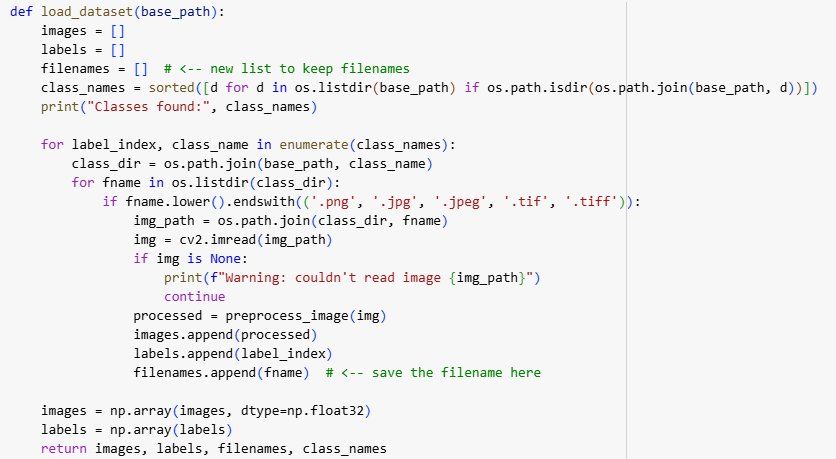 def load_dataset(base_path):
    images = []
    labels = []
    filenames = []  # <-- new list to keep filenames
    class_names = sorted([d for d in os.listdir(base_path) if os.path.isdir(os.path.join(base_path, d))])
    print("Classes found:", class_names)

    for label_index, class_name in enumerate(class_names):
        class_dir = os.path.join(base_path, class_name)
        for fname in os.listdir(class_dir):
            if fname.lower().endswith(('.png', '.jpg', '.jpeg', '.tif', '.tiff')):
                img_path = os.path.join(class_dir, fname)
                img = cv2.imread(img_path)
                if img is None:
                    print(f"Warning: couldn't read image {img_path}")
                    continue
                processed = preprocess_image(img)
                images.append(processed)
                labels.append(label_index)
                filenames.append(fname)  # <-- save the filename here

    images = np.array(images, dtype=np.float32)
    labels = np.array(labels)
    return images, labels, filenames, class_names